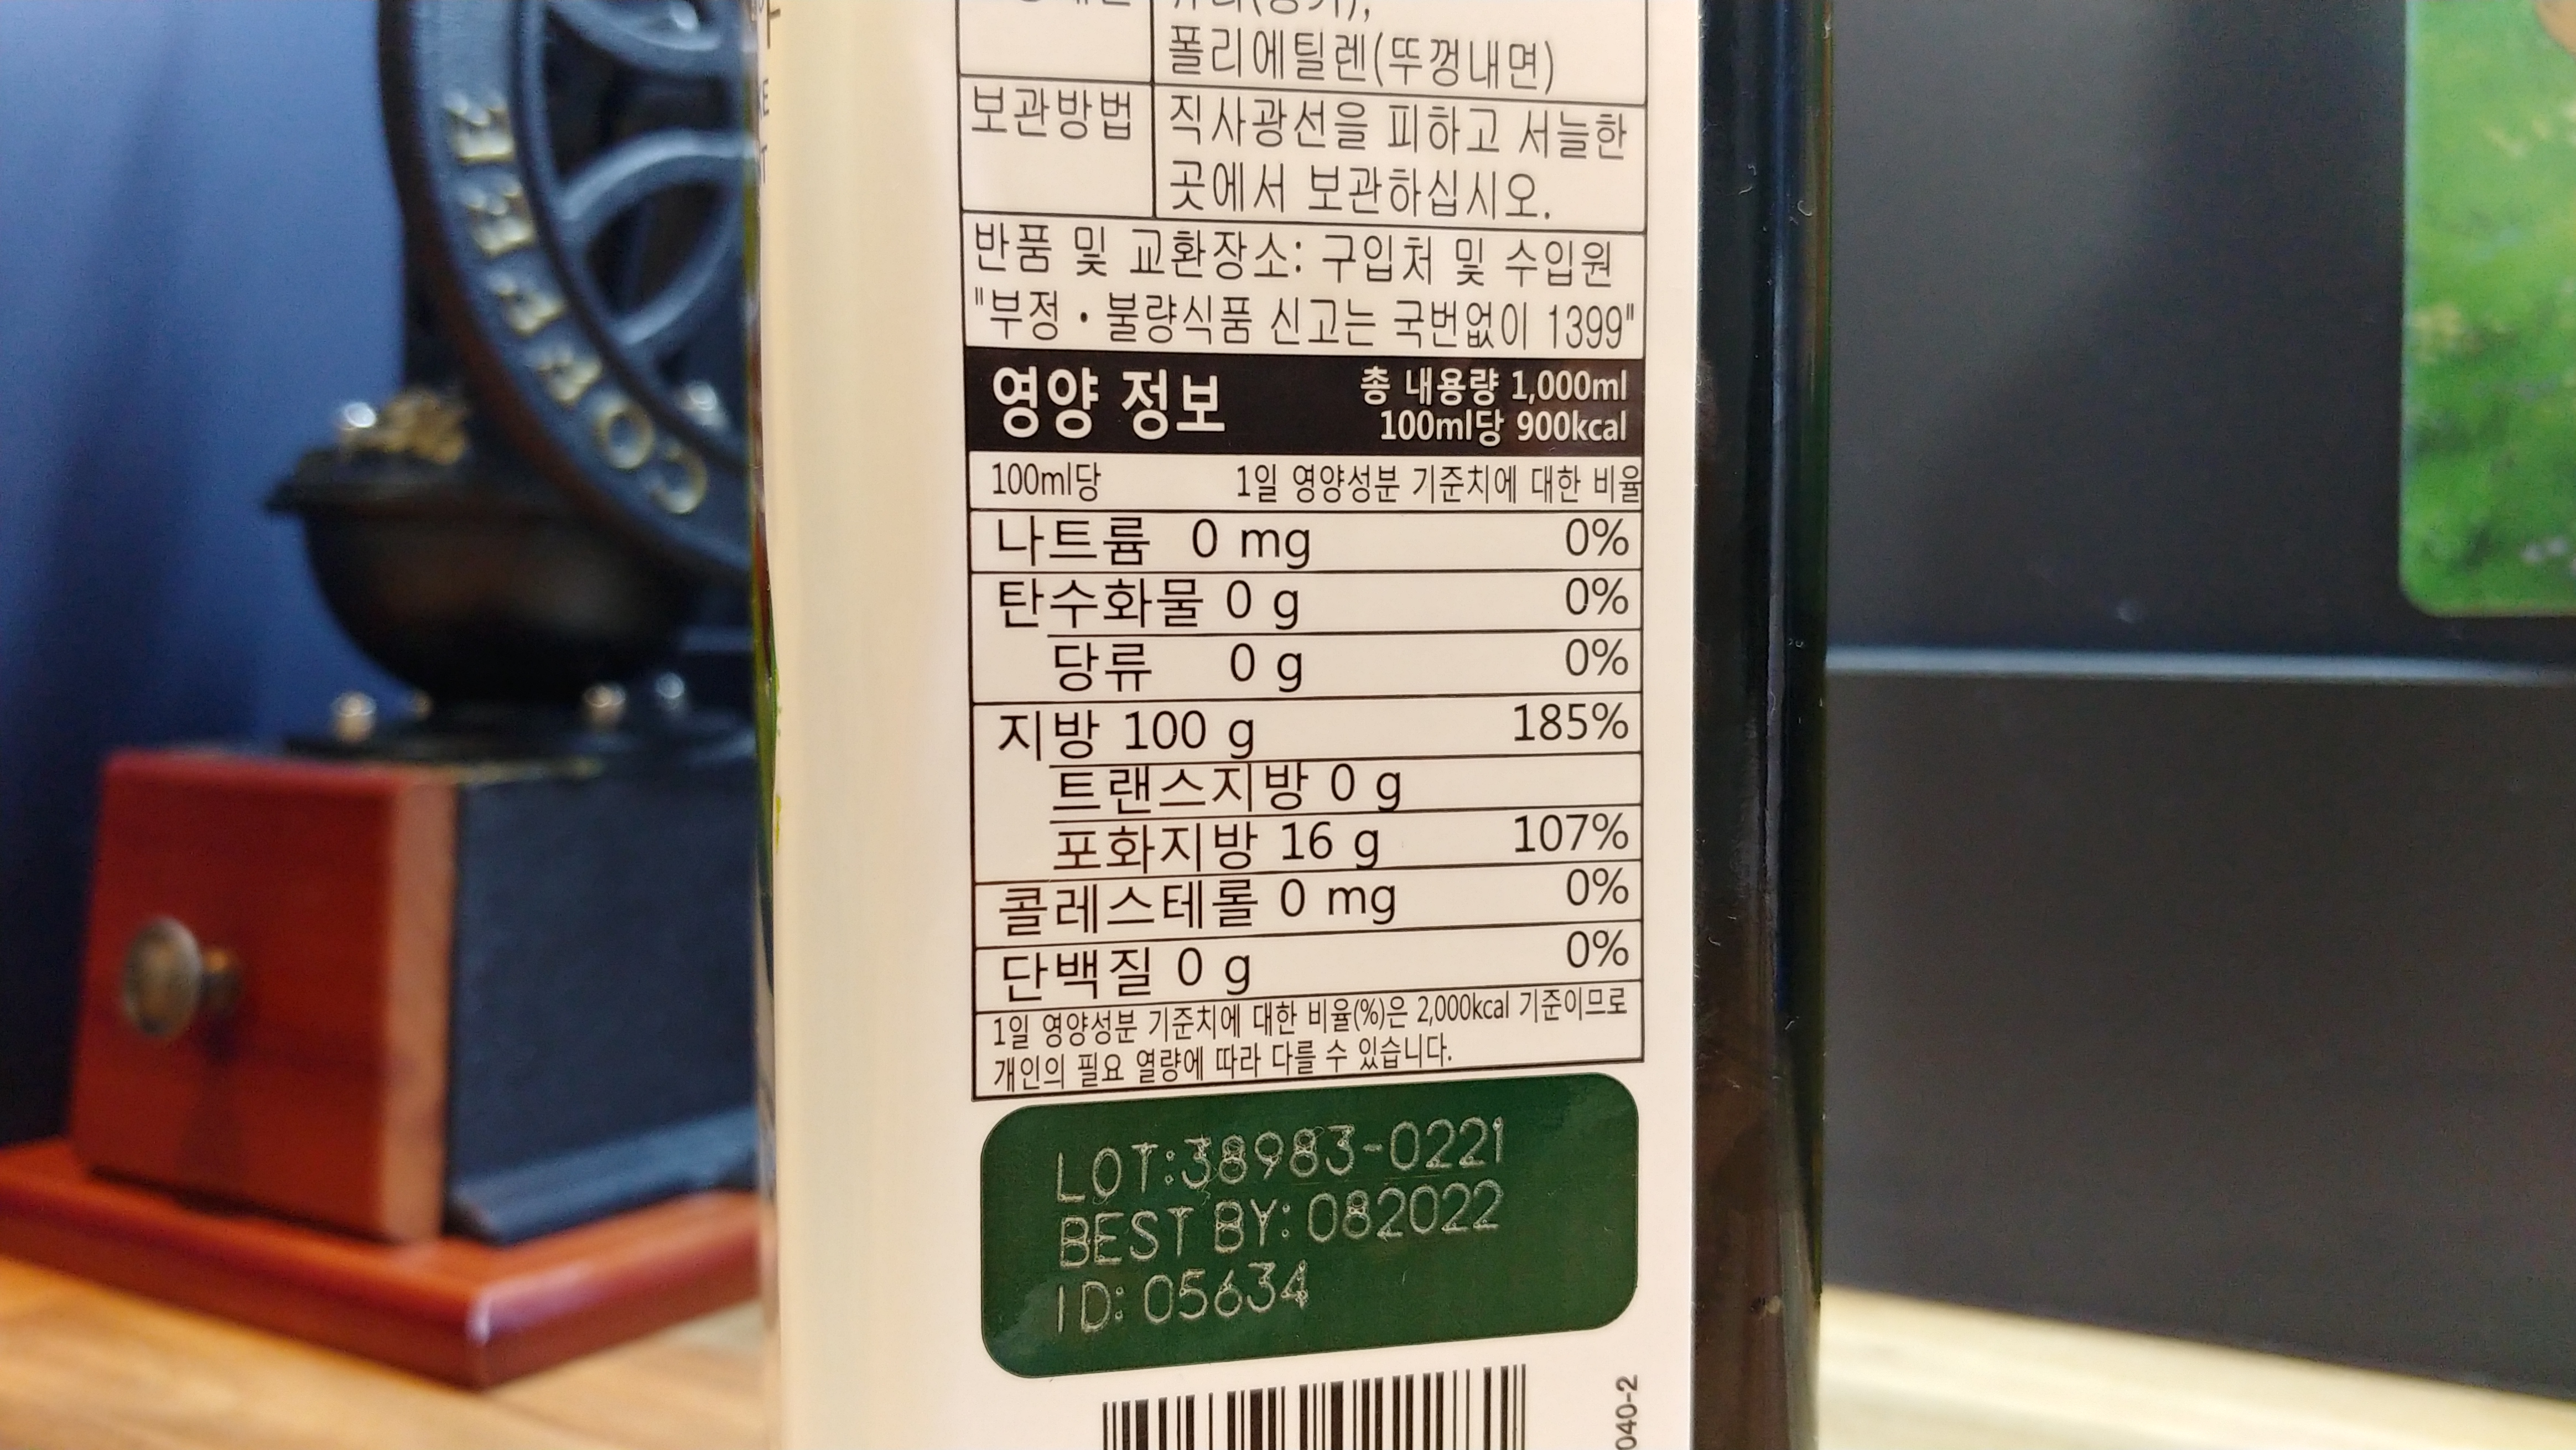 폴리에틸렌(뚜껑내면)
보관방법 직사광선을 피하고 서늘한
곳에서 보관하십시오.
반품 및 교환장소: 구입처 및 수입원
"부정·불량식품 신고는 국번없이 1399"
영양 정보 총 내용량 1,000ml
100ml당 900kcal
100ml당 1일 영양성분 기준치에 대한 비율
나트륨 0 mg 0%
탄수화물 0 g 0%
당류 0 g 0%
지방 100 g 185%
트랜스지방 0 g
포화지방 16 g 107%
콜레스테롤 0 mg 0%
단백질 0 g 0%
1일 영양성분 기준치에 대한 비율(%)은 2,000kcal 기준이므로
개인의 필요 열량에 따라 다를 수 있습니다.
LOT:38983-0221
BEST BY: 082022
ID: 05634
040-2
COFFEE